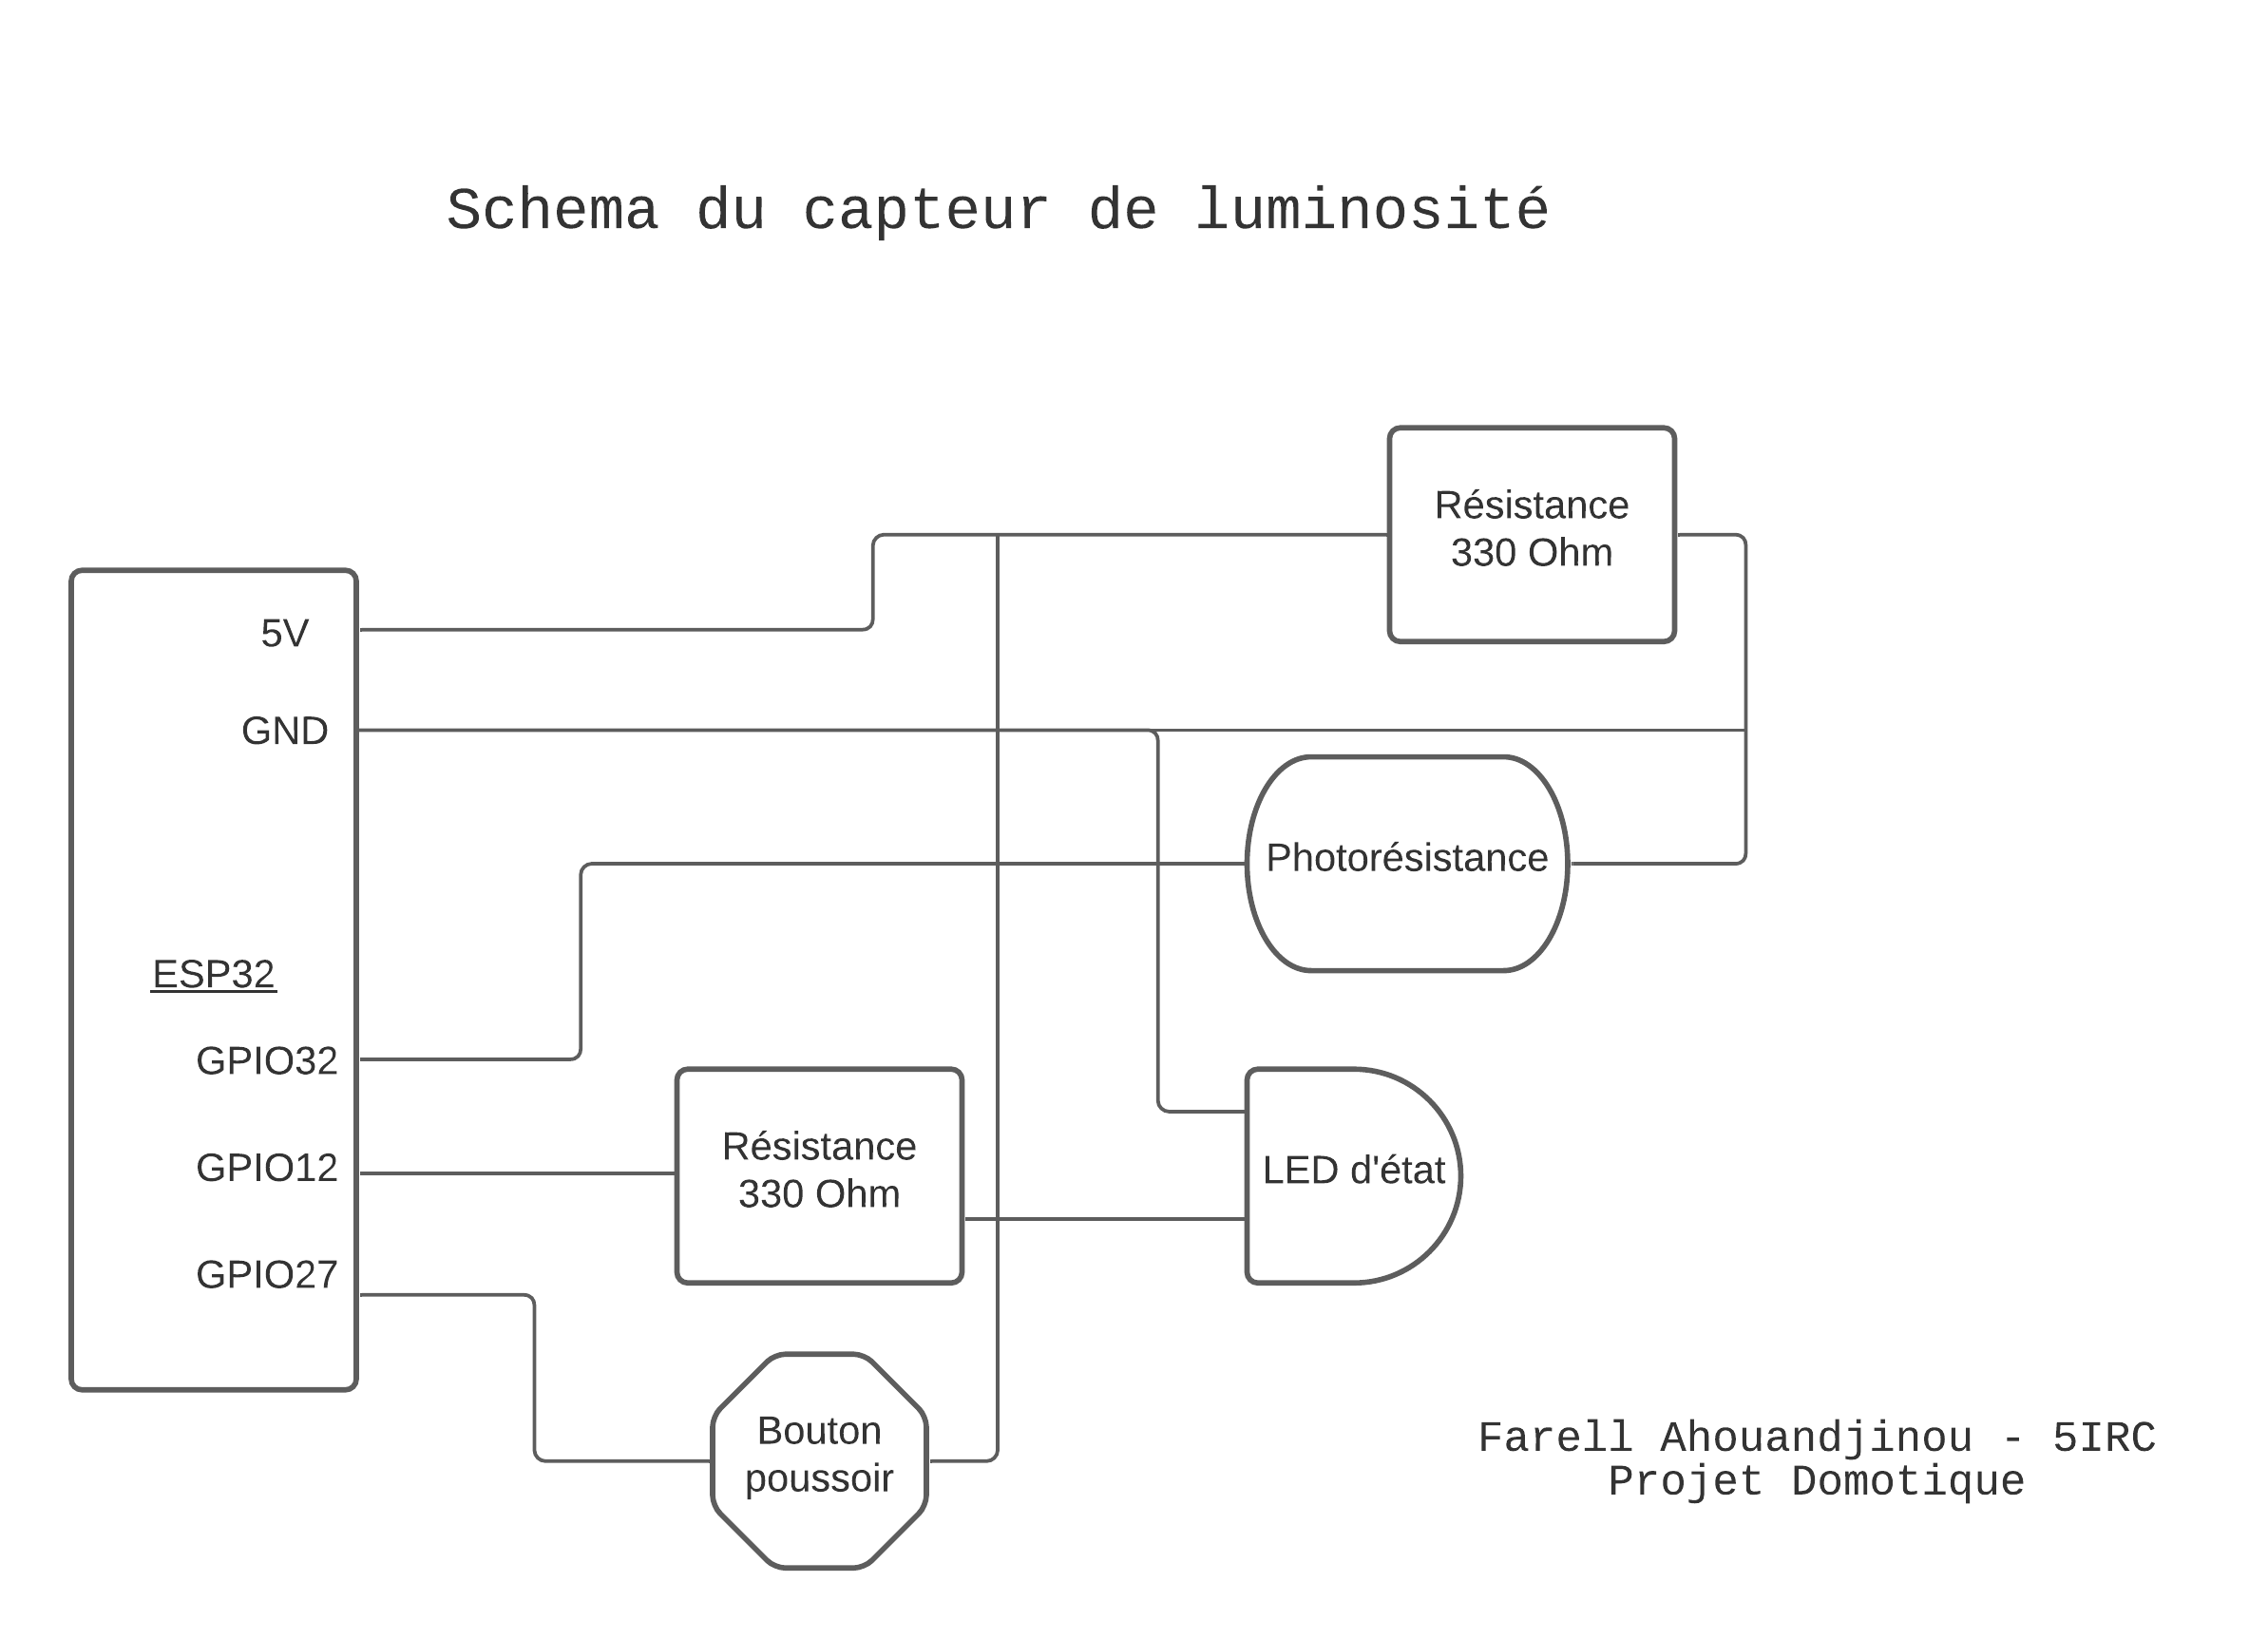 Schema du capteur de luminosité
Résistance
330 Ohm
5V
GND
Photorésistance
ESP32
GPIO32
GPIO12
GPIO27
Résistance
330 Ohm
LED d'état
Bouton
poussoir
Farell Ahouandjinou - 5IRC
Projet Domotique